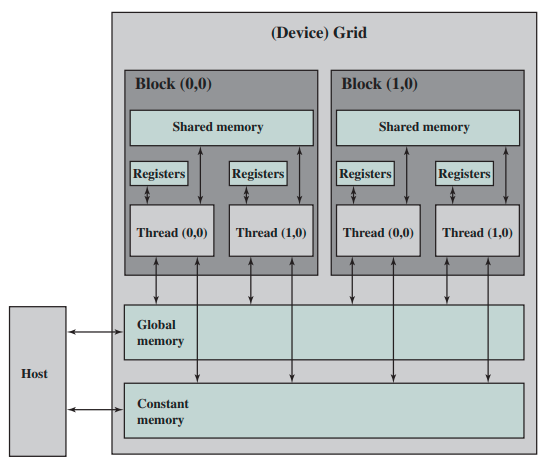 (Device) Grid
Block (0,0)
Block (1,0)
Shared memory
Shared memory
Registers
Registers
Registers
Registers
Thread (0,0)
Thread (1,0)
Thread (0,0)
Thread (1,0)
Global
memory
Host
Constant
memory